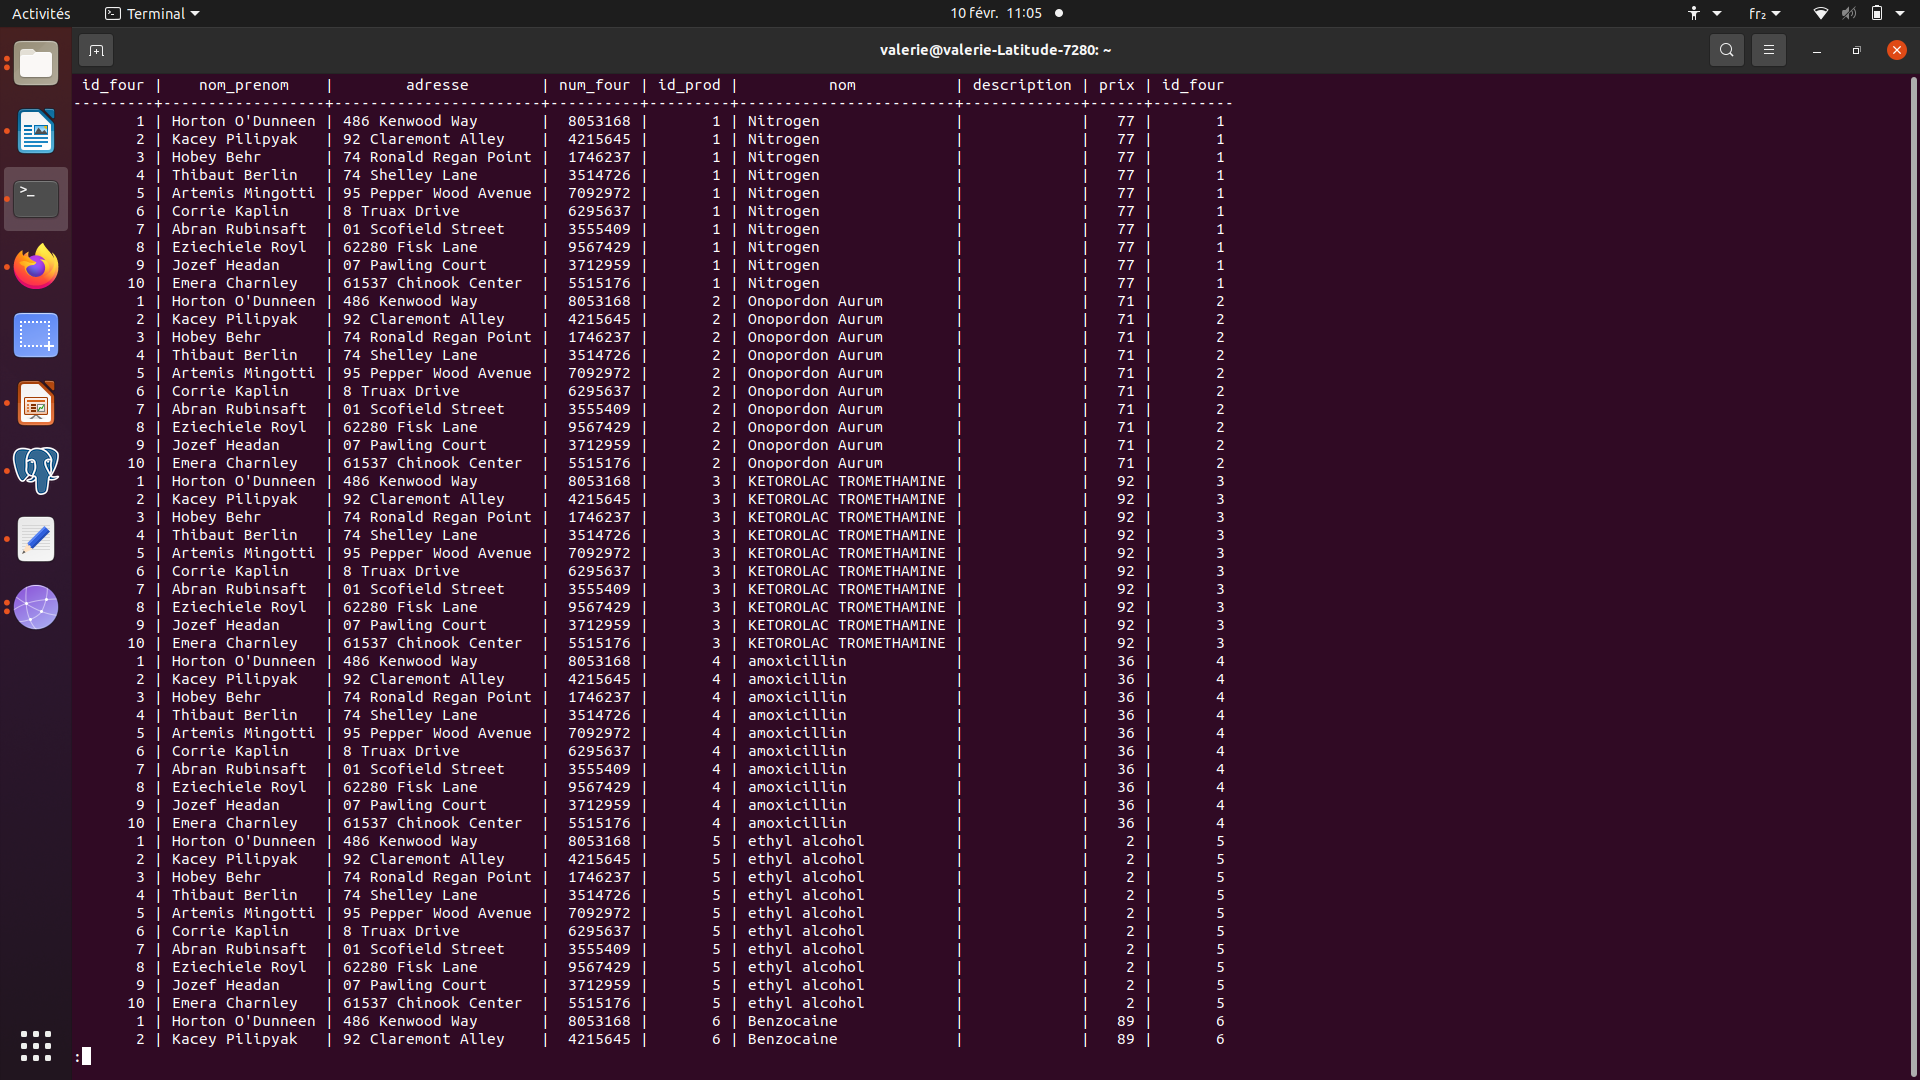 Activités Terminal 10 févr. 11:05 fr₂
valerie@valerie-Latitude-7280: ~
 id_four |    nom_prenom    |        adresse        | num_four | id_prod |          nom           | description | prix | id_four
---------+------------------+-----------------------+----------+---------+------------------------+-------------+------+---------
       1 | Horton O'Dunneen | 486 Kenwood Way       |  8053168 |       1 | Nitrogen               |             |   77 |       1
       2 | Kacey Pilipyak   | 92 Claremont Alley    |  4215645 |       1 | Nitrogen               |             |   77 |       1
       3 | Hobey Behr       | 74 Ronald Regan Point |  1746237 |       1 | Nitrogen               |             |   77 |       1
       4 | Thibaut Berlin   | 74 Shelley Lane       |  3514726 |       1 | Nitrogen               |             |   77 |       1
       5 | Artemis Mingotti | 95 Pepper Wood Avenue |  7092972 |       1 | Nitrogen               |             |   77 |       1
       6 | Corrie Kaplin    | 8 Truax Drive         |  6295637 |       1 | Nitrogen               |             |   77 |       1
       7 | Abran Rubinsaft  | 01 Scofield Street    |  3555409 |       1 | Nitrogen               |             |   77 |       1
       8 | Eziechiele Royl  | 62280 Fisk Lane       |  9567429 |       1 | Nitrogen               |             |   77 |       1
       9 | Jozef Headan     | 07 Pawling Court      |  3712959 |       1 | Nitrogen               |             |   77 |       1
      10 | Emera Charnley   | 61537 Chinook Center  |  5515176 |       1 | Nitrogen               |             |   77 |       1
       1 | Horton O'Dunneen | 486 Kenwood Way       |  8053168 |       2 | Onopordon Aurum        |             |   71 |       2
       2 | Kacey Pilipyak   | 92 Claremont Alley    |  4215645 |       2 | Onopordon Aurum        |             |   71 |       2
       3 | Hobey Behr       | 74 Ronald Regan Point |  1746237 |       2 | Onopordon Aurum        |             |   71 |       2
       4 | Thibaut Berlin   | 74 Shelley Lane       |  3514726 |       2 | Onopordon Aurum        |             |   71 |       2
       5 | Artemis Mingotti | 95 Pepper Wood Avenue |  7092972 |       2 | Onopordon Aurum        |             |   71 |       2
       6 | Corrie Kaplin    | 8 Truax Drive         |  6295637 |       2 | Onopordon Aurum        |             |   71 |       2
       7 | Abran Rubinsaft  | 01 Scofield Street    |  3555409 |       2 | Onopordon Aurum        |             |   71 |       2
       8 | Eziechiele Royl  | 62280 Fisk Lane       |  9567429 |       2 | Onopordon Aurum        |             |   71 |       2
       9 | Jozef Headan     | 07 Pawling Court      |  3712959 |       2 | Onopordon Aurum        |             |   71 |       2
      10 | Emera Charnley   | 61537 Chinook Center  |  5515176 |       2 | Onopordon Aurum        |             |   71 |       2
       1 | Horton O'Dunneen | 486 Kenwood Way       |  8053168 |       3 | KETOROLAC TROMETHAMINE |             |   92 |       3
       2 | Kacey Pilipyak   | 92 Claremont Alley    |  4215645 |       3 | KETOROLAC TROMETHAMINE |             |   92 |       3
       3 | Hobey Behr       | 74 Ronald Regan Point |  1746237 |       3 | KETOROLAC TROMETHAMINE |             |   92 |       3
       4 | Thibaut Berlin   | 74 Shelley Lane       |  3514726 |       3 | KETOROLAC TROMETHAMINE |             |   92 |       3
       5 | Artemis Mingotti | 95 Pepper Wood Avenue |  7092972 |       3 | KETOROLAC TROMETHAMINE |             |   92 |       3
       6 | Corrie Kaplin    | 8 Truax Drive         |  6295637 |       3 | KETOROLAC TROMETHAMINE |             |   92 |       3
       7 | Abran Rubinsaft  | 01 Scofield Street    |  3555409 |       3 | KETOROLAC TROMETHAMINE |             |   92 |       3
       8 | Eziechiele Royl  | 62280 Fisk Lane       |  9567429 |       3 | KETOROLAC TROMETHAMINE |             |   92 |       3
       9 | Jozef Headan     | 07 Pawling Court      |  3712959 |       3 | KETOROLAC TROMETHAMINE |             |   92 |       3
      10 | Emera Charnley   | 61537 Chinook Center  |  5515176 |       3 | KETOROLAC TROMETHAMINE |             |   92 |       3
       1 | Horton O'Dunneen | 486 Kenwood Way       |  8053168 |       4 | amoxicillin            |             |   36 |       4
       2 | Kacey Pilipyak   | 92 Claremont Alley    |  4215645 |       4 | amoxicillin            |             |   36 |       4
       3 | Hobey Behr       | 74 Ronald Regan Point |  1746237 |       4 | amoxicillin            |             |   36 |       4
       4 | Thibaut Berlin   | 74 Shelley Lane       |  3514726 |       4 | amoxicillin            |             |   36 |       4
       5 | Artemis Mingotti | 95 Pepper Wood Avenue |  7092972 |       4 | amoxicillin            |             |   36 |       4
       6 | Corrie Kaplin    | 8 Truax Drive         |  6295637 |       4 | amoxicillin            |             |   36 |       4
       7 | Abran Rubinsaft  | 01 Scofield Street    |  3555409 |       4 | amoxicillin            |             |   36 |       4
       8 | Eziechiele Royl  | 62280 Fisk Lane       |  9567429 |       4 | amoxicillin            |             |   36 |       4
       9 | Jozef Headan     | 07 Pawling Court      |  3712959 |       4 | amoxicillin            |             |   36 |       4
      10 | Emera Charnley   | 61537 Chinook Center  |  5515176 |       4 | amoxicillin            |             |   36 |       4
       1 | Horton O'Dunneen | 486 Kenwood Way       |  8053168 |       5 | ethyl alcohol          |             |    2 |       5
       2 | Kacey Pilipyak   | 92 Claremont Alley    |  4215645 |       5 | ethyl alcohol          |             |    2 |       5
       3 | Hobey Behr       | 74 Ronald Regan Point |  1746237 |       5 | ethyl alcohol          |             |    2 |       5
       4 | Thibaut Berlin   | 74 Shelley Lane       |  3514726 |       5 | ethyl alcohol          |             |    2 |       5
       5 | Artemis Mingotti | 95 Pepper Wood Avenue |  7092972 |       5 | ethyl alcohol          |             |    2 |       5
       6 | Corrie Kaplin    | 8 Truax Drive         |  6295637 |       5 | ethyl alcohol          |             |    2 |       5
       7 | Abran Rubinsaft  | 01 Scofield Street    |  3555409 |       5 | ethyl alcohol          |             |    2 |       5
       8 | Eziechiele Royl  | 62280 Fisk Lane       |  9567429 |       5 | ethyl alcohol          |             |    2 |       5
       9 | Jozef Headan     | 07 Pawling Court      |  3712959 |       5 | ethyl alcohol          |             |    2 |       5
      10 | Emera Charnley   | 61537 Chinook Center  |  5515176 |       5 | ethyl alcohol          |             |    2 |       5
       1 | Horton O'Dunneen | 486 Kenwood Way       |  8053168 |       6 | Benzocaine             |             |   89 |       6
       2 | Kacey Pilipyak   | 92 Claremont Alley    |  4215645 |       6 | Benzocaine             |             |   89 |       6
: